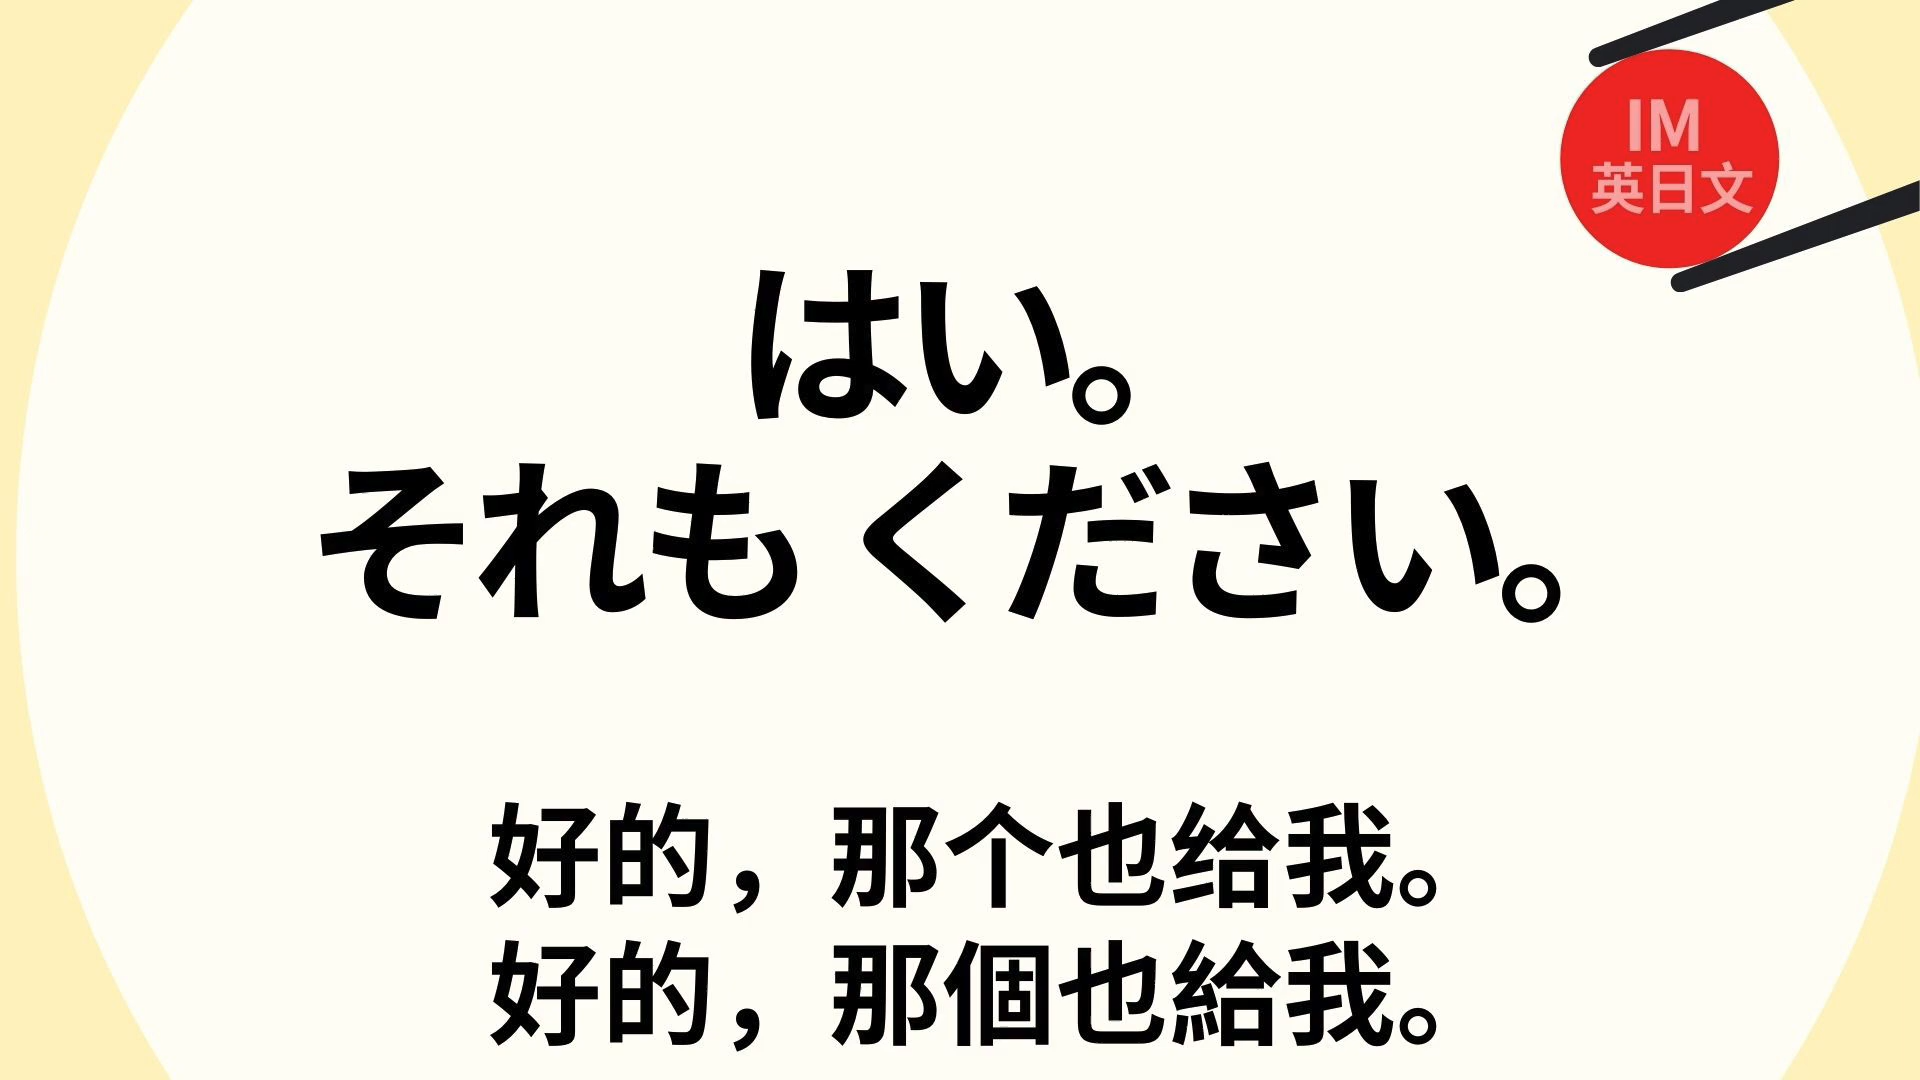 IM
英日文
はい。
それも ください。
好的，那个也给我。
好的，那個也給我。